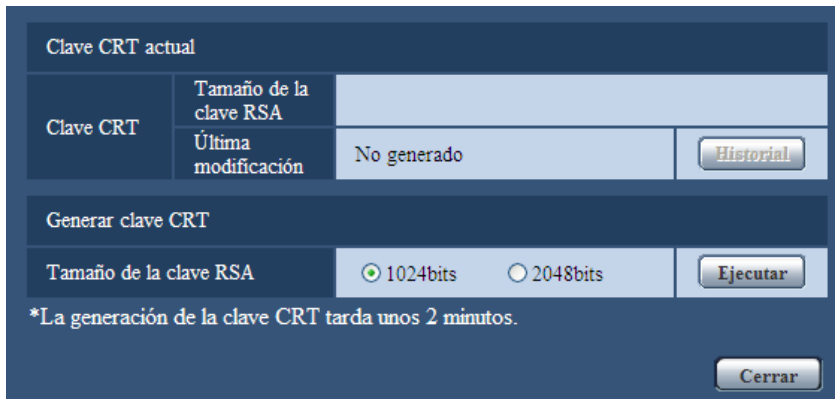 Clave CRT actual
Clave CRT
Tamaño de la
clave RSA
Última
modificación
No generado
Historial
Generar clave CRT
Tamaño de la clave RSA
1024bits
2048bits
Ejecutar
*La generación de la clave CRT tarda unos 2 minutos.
Cerrar